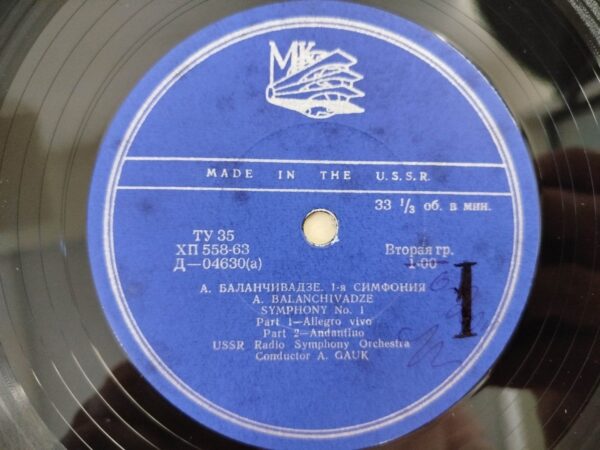 МК
MADE IN THE U.S.S.R.
33 ⅓ об. в мин.
ТУ 35
ХП 558-63
Д—04630(а)
Вторая гр.
1-00
I
А. БАЛАНЧИВАДЗЕ. 1-я СИМФОНИЯ
A. BALANCHIVADZE
SYMPHONY No. 1
Part 1—Allegro vivo
Part 2—Andantino
USSR Radio Symphony Orchestra
Conductor A. GAUK